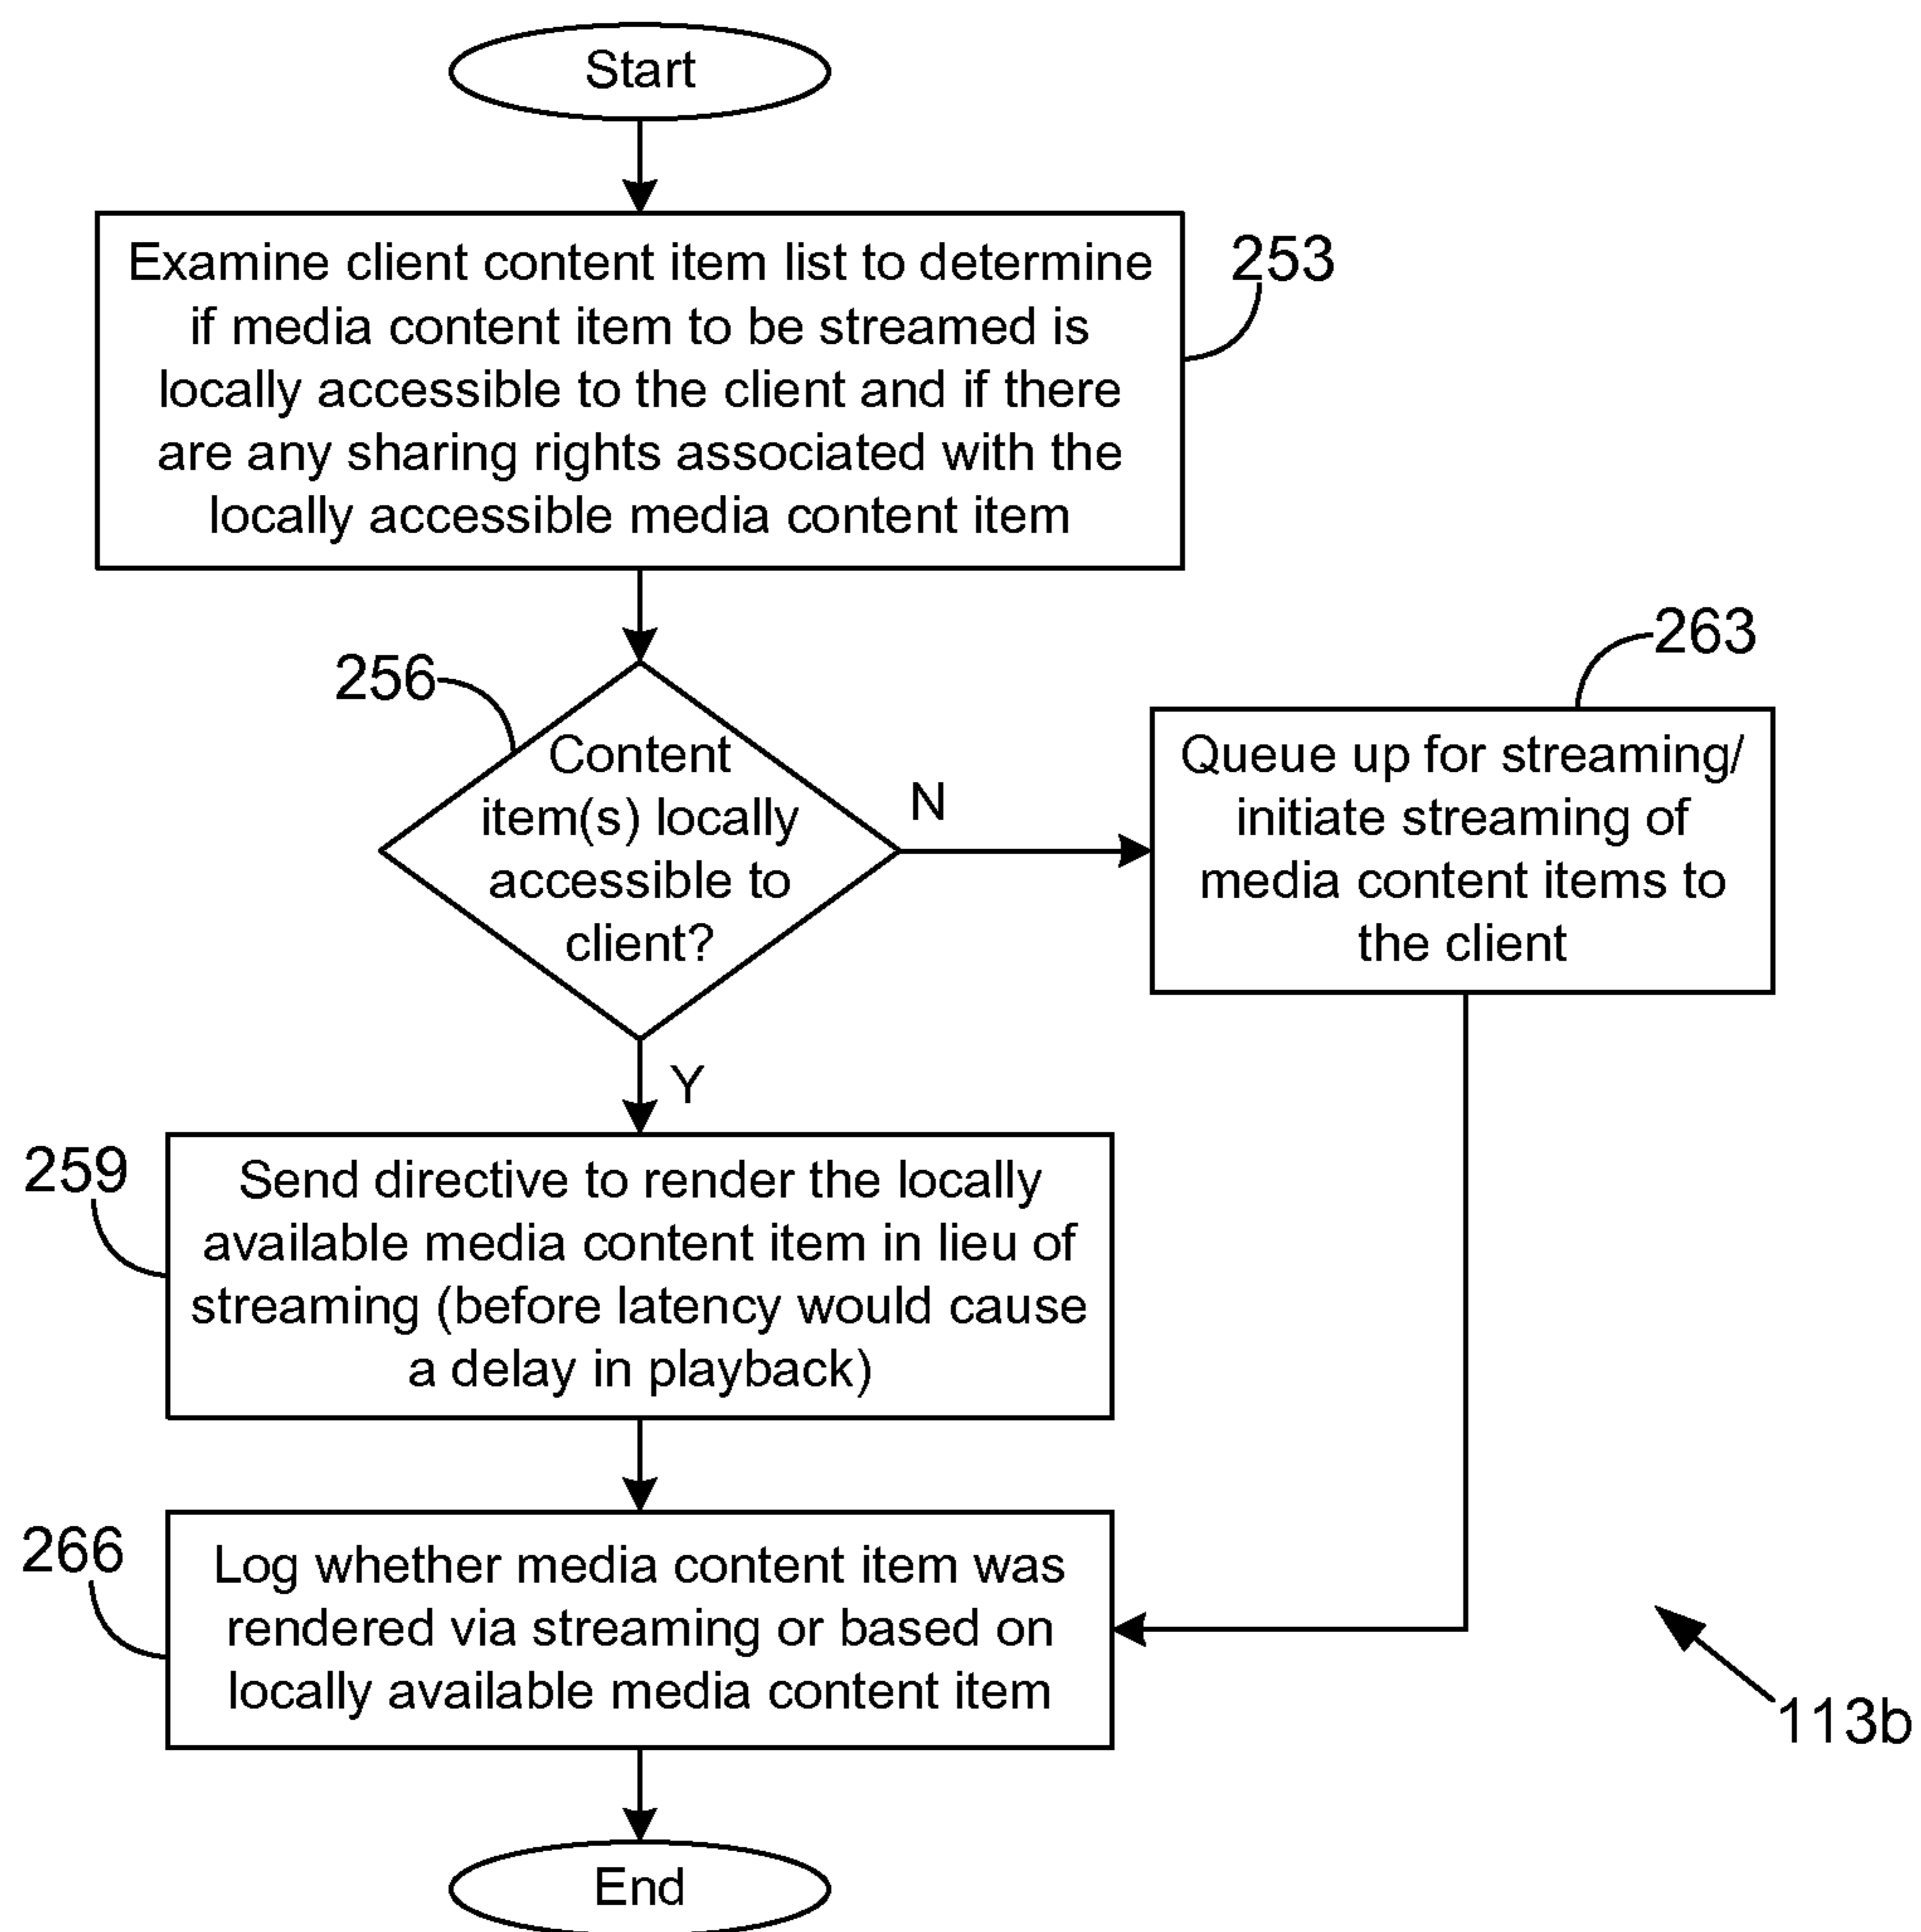 Start
Examine client content item list to determine
if media content item to be streamed is
locally accessible to the client and if there
are any sharing rights associated with the
locally accessible media content item
253
256
Content
item(s) locally
accessible to
client?
N
263
Queue up for streaming/
initiate streaming of
media content items to
the client
Y
259
Send directive to render the locally
available media content item in lieu of
streaming (before latency would cause
a delay in playback)
266
Log whether media content item was
rendered via streaming or based on
locally available media content item
113b
End